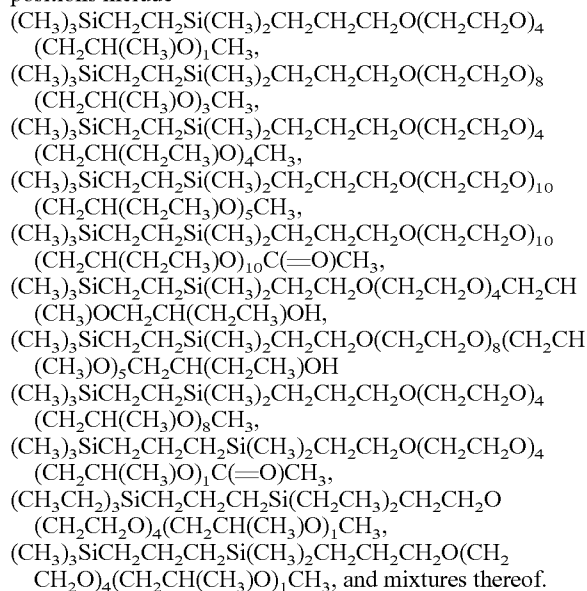 (CH₃)₃SiCH₂CH₂Si(CH₃)₂CH₂CH₂CH₂O(CH₂CH₂O)₄
(CH₂CH(CH₃)O)₁CH₃,
(CH₃)₃SiCH₂CH₂Si(CH₃)₂CH₂CH₂CH₂O(CH₂CH₂O)₈
(CH₂CH(CH₃)O)₃CH₃,
(CH₃)₃SiCH₂CH₂Si(CH₃)₂CH₂CH₂CH₂O(CH₂CH₂O)₄
(CH₂CH(CH₂CH₃)O)₄CH₃,
(CH₃)₃SiCH₂CH₂Si(CH₃)₂CH₂CH₂CH₂O(CH₂CH₂O)₁₀
(CH₂CH(CH₂CH₃)O)₅CH₃,
(CH₃)₃SiCH₂CH₂Si(CH₃)₂CH₂CH₂CH₂O(CH₂CH₂O)₁₀
(CH₂CH(CH₂CH₃)O)₁₀C(═O)CH₃,
(CH₃)₃SiCH₂CH₂Si(CH₃)₂CH₂CH₂CH₂O(CH₂CH₂O)₄CH₂CH
(CH₃)OCH₂CH(CH₂CH₃)OH,
(CH₃)₃SiCH₂CH₂Si(CH₃)₂CH₂CH₂CH₂O(CH₂CH₂O)₈(CH₂CH
(CH₃)O)₅CH₂CH(CH₂CH₃)OH
(CH₃)₃SiCH₂CH₂Si(CH₃)₂CH₂CH₂CH₂O(CH₂CH₂O)₄
(CH₂CH(CH₃)O)₈CH₃,
(CH₃)₃SiCH₂CH₂CH₂Si(CH₃)₂CH₂CH₂O(CH₂CH₂O)₄
(CH₂CH(CH₃)O)₁C(═O)CH₃,
(CH₃CH₂)₃SiCH₂CH₂CH₂Si(CH₂CH₃)₂CH₂CH₂O
(CH₂CH₂O)₄(CH₂CH(CH₃)O)₁CH₃,
(CH₃)₃SiCH₂CH₂CH₂Si(CH₃)₂CH₂CH₂CH₂O(CH₂
CH₂O)₄(CH₂CH(CH₃)O)₁CH₃, and mixtures thereof.